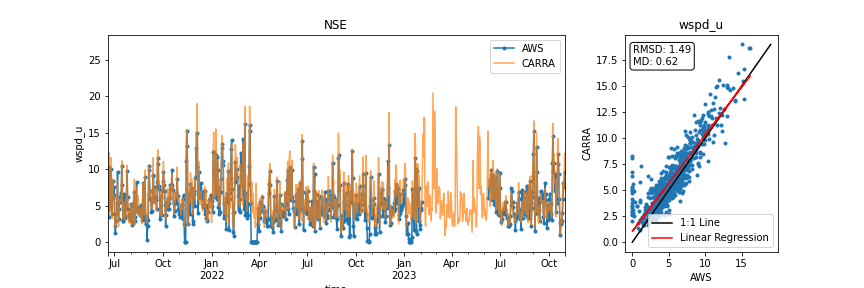 NSE
wspd_u
AWS
CARRA
25
20
15
10
5
0
wspd_u
Jul
Oct
Jan
2022
Apr
Jul
Oct
Jan
2023
Apr
Jul
Oct
time
RMSD: 1.49
MD: 0.62
17.5
15.0
12.5
10.0
7.5
5.0
2.5
0.0
CARRA
1:1 Line
Linear Regression
0
5
10
15
AWS